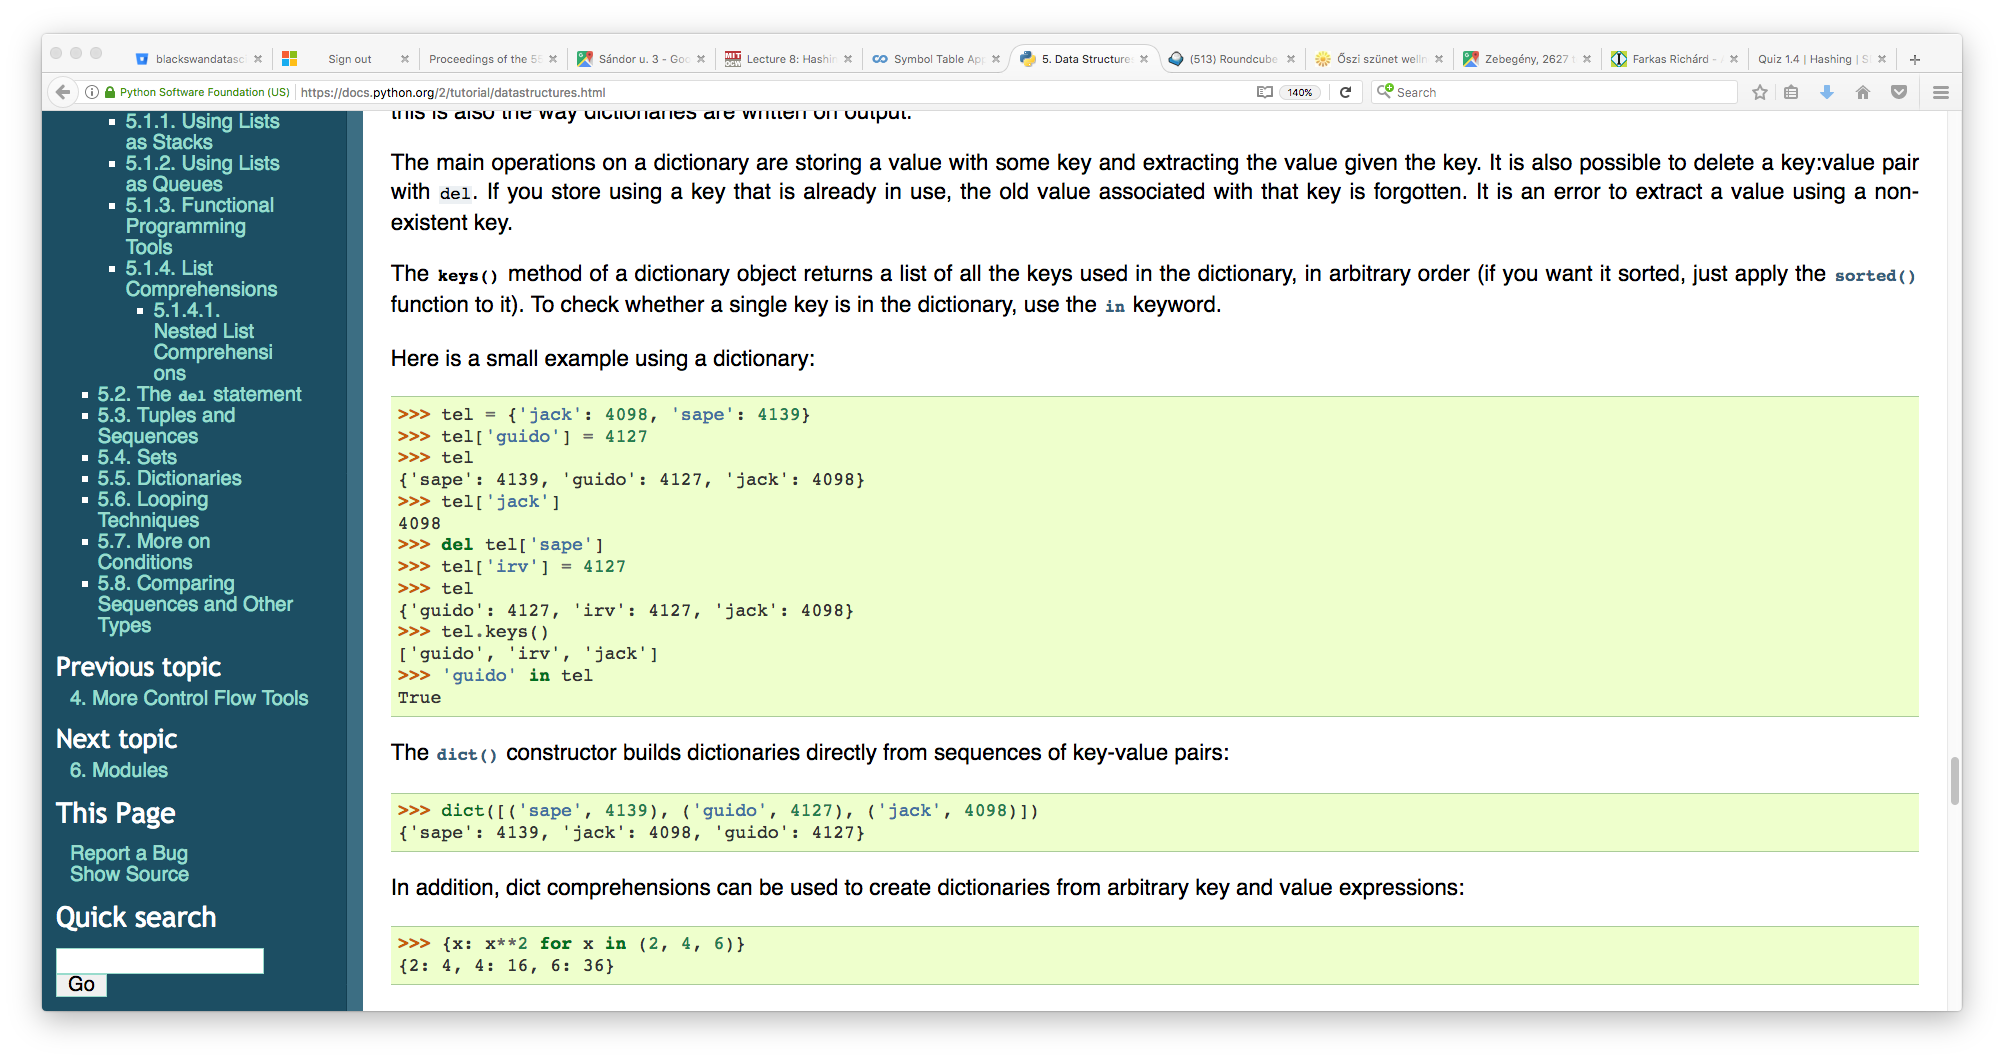 blackswandatasc
Sign out
Proceedings of the 55
Sándor u. 3 - Goo
Lecture 8: Hashin
Symbol Table App
5. Data Structures
(513) Roundcube
Őszi szünet welln
Zebegény, 2627
Farkas Richárd -
Quiz 1.4 | Hashing | S
Python Software Foundation (US)
https://docs.python.org/2/tutorial/datastructures.html
140%
Search
5.1.1. Using Lists
as Stacks
5.1.2. Using Lists
as Queues
5.1.3. Functional
Programming
Tools
5.1.4. List
Comprehensions
5.1.4.1.
Nested List
Comprehensi
ons
5.2. The del statement
5.3. Tuples and
Sequences
5.4. Sets
5.5. Dictionaries
5.6. Looping
Techniques
5.7. More on
Conditions
5.8. Comparing
Sequences and Other
Types
Previous topic
4. More Control Flow Tools
Next topic
6. Modules
This Page
Report a Bug
Show Source
Quick search
Go
this is also the way dictionaries are written on output.
The main operations on a dictionary are storing a value with some key and extracting the value given the key. It is also possible to delete a key:value pair
with del. If you store using a key that is already in use, the old value associated with that key is forgotten. It is an error to extract a value using a non-
existent key.
The keys() method of a dictionary object returns a list of all the keys used in the dictionary, in arbitrary order (if you want it sorted, just apply the sorted()
function to it). To check whether a single key is in the dictionary, use the in keyword.
Here is a small example using a dictionary:
>>> tel = {'jack': 4098, 'sape': 4139}
>>> tel['guido'] = 4127
>>> tel
{'sape': 4139, 'guido': 4127, 'jack': 4098}
>>> tel['jack']
4098
>>> del tel['sape']
>>> tel['irv'] = 4127
>>> tel
{'guido': 4127, 'irv': 4127, 'jack': 4098}
>>> tel.keys()
['guido', 'irv', 'jack']
>>> 'guido' in tel
True
The dict() constructor builds dictionaries directly from sequences of key-value pairs:
>>> dict([('sape', 4139), ('guido', 4127), ('jack', 4098)])
{'sape': 4139, 'jack': 4098, 'guido': 4127}
In addition, dict comprehensions can be used to create dictionaries from arbitrary key and value expressions:
>>> {x: x**2 for x in (2, 4, 6)}
{2: 4, 4: 16, 6: 36}